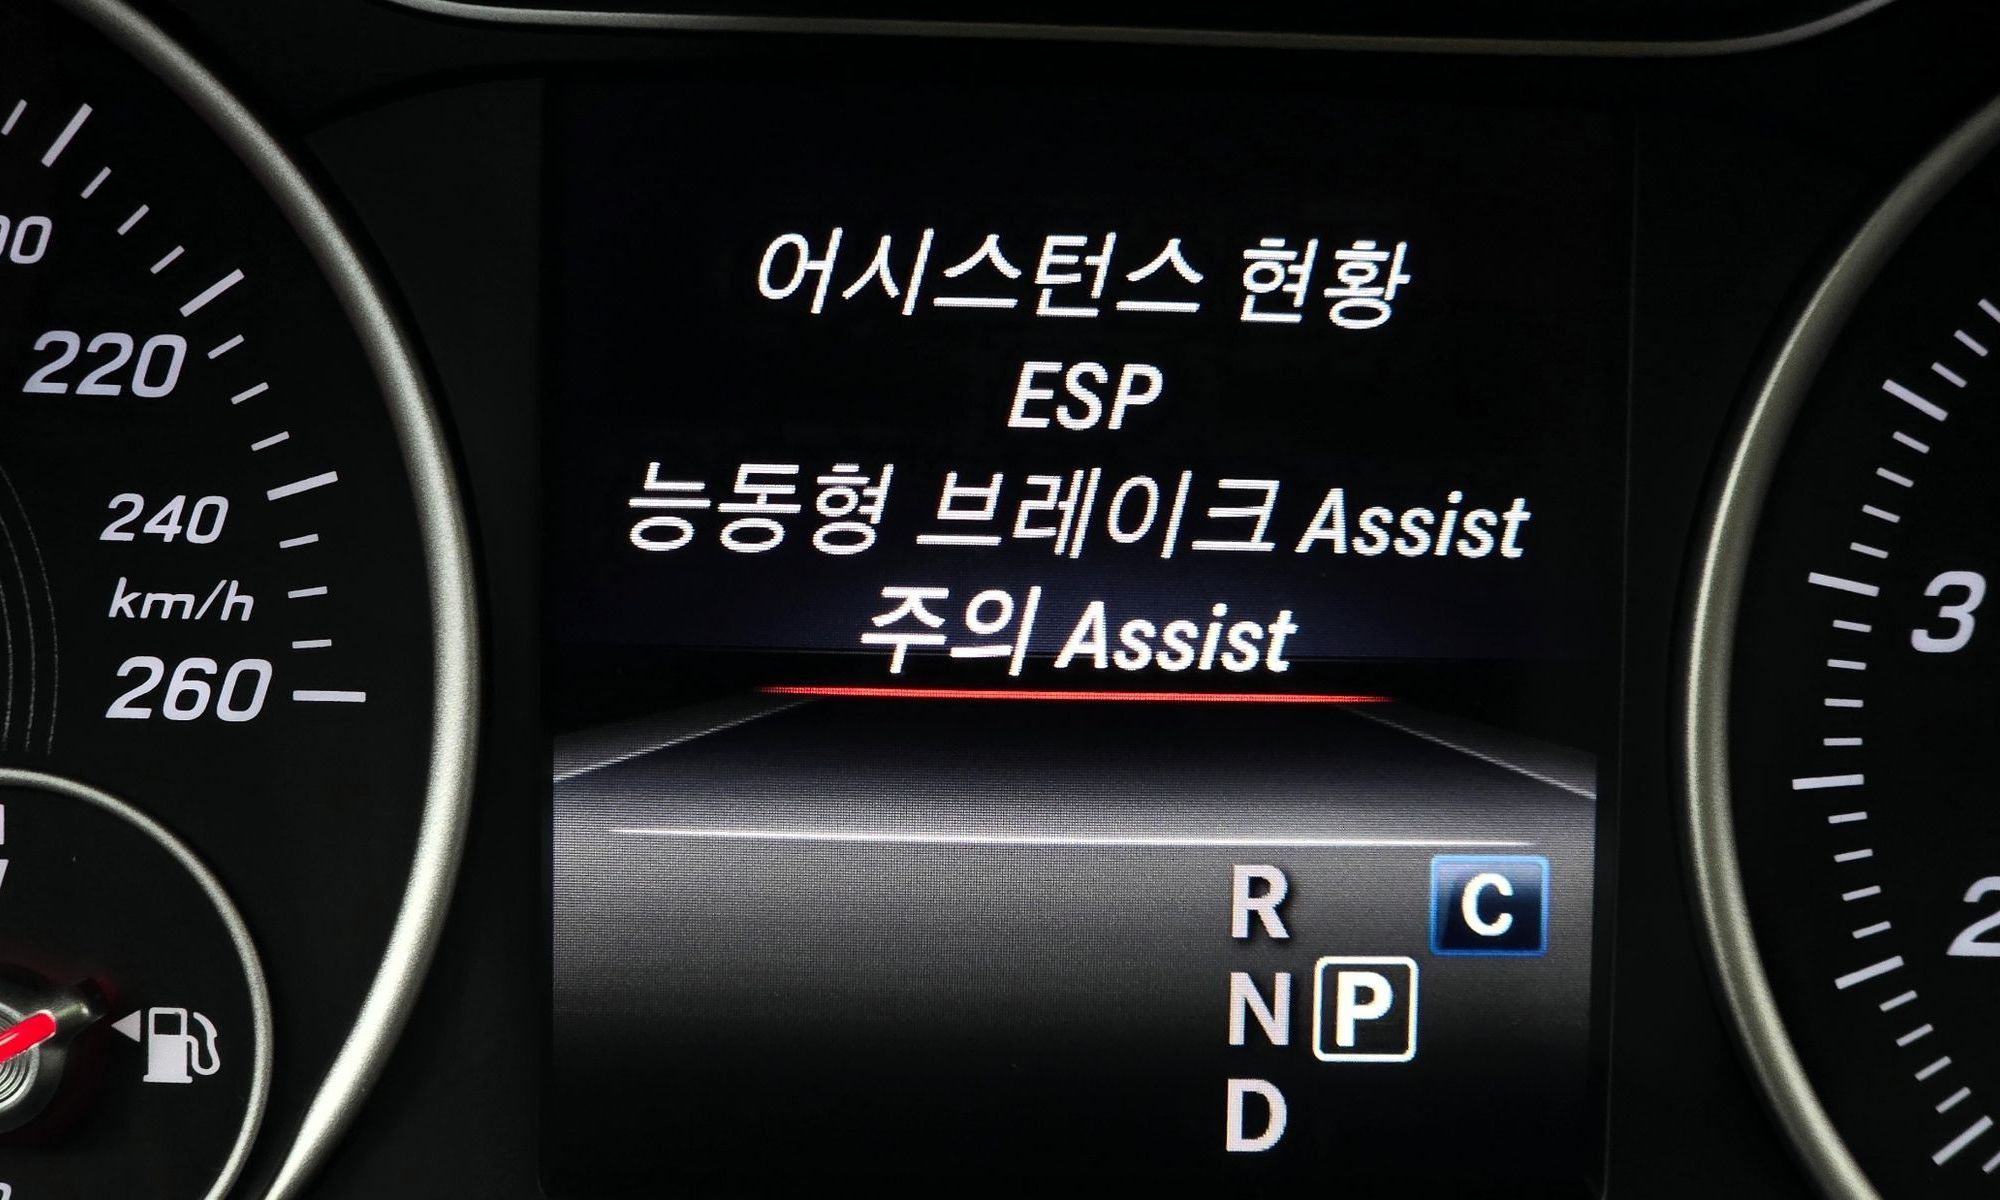 어시스턴스 현황
ESP
능동형 브레이크 Assist
주의 Assist
220
240
km/h
260
R
C
N
P
D
3
2